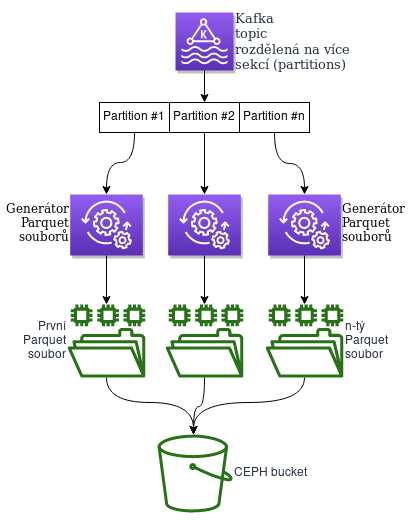 Kafka
topic
rozdělená na více
sekcí (partitions)
K
Partition #1
Partition #2
Partition #n
Generátor
Parquet
souborů
Generátor
Parquet
souborů
První
Parquet
soubor
n-tý
Parquet
soubor
CEPH bucket